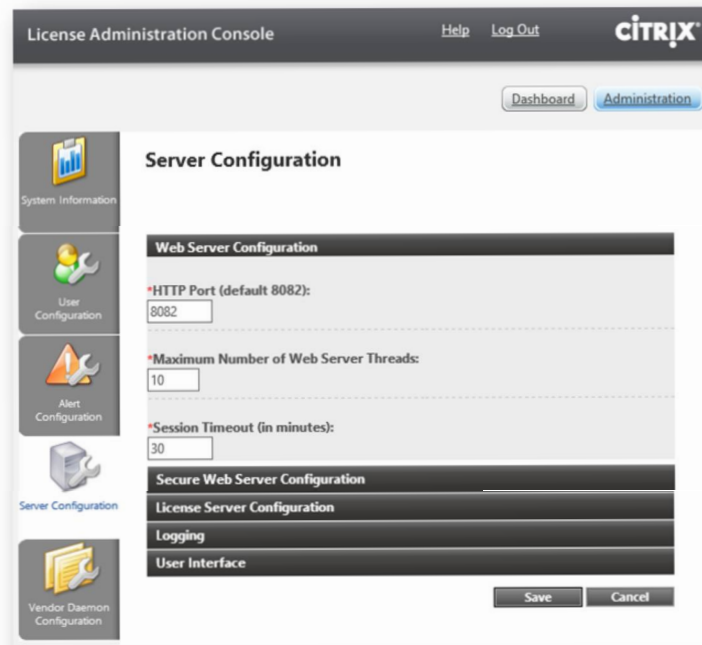 License Administration Console
Help Log Out
CITRIX
Dashboard Administration
System Information
Server Configuration
Web Server Configuration
*HTTP Port (default 8082):
8082
User
Configuration
*Maximum Number of Web Server Threads:
10
Alert
Configuration
*Session Timeout (in minutes):
30
Secure Web Server Configuration
Server Configuration
License Server Configuration
Logging
User Interface
Save Cancel
Vendor Daemon
Configuration